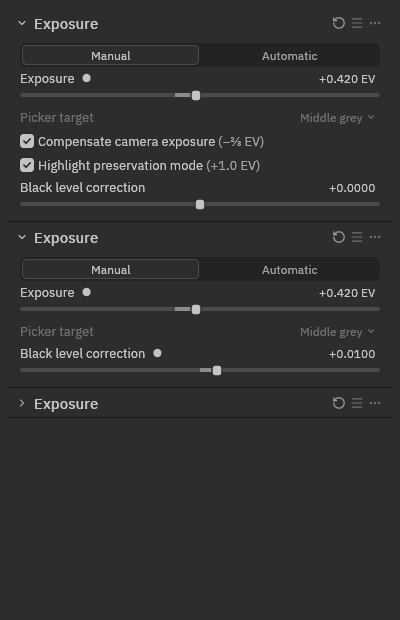 Exposure
Manual Automatic
Exposure +0.420 EV
Picker target Middle grey
Compensate camera exposure (−⅔ EV)
Highlight preservation mode (+1.0 EV)
Black level correction +0.0000
Exposure
Manual Automatic
Exposure +0.420 EV
Picker target Middle grey
Black level correction +0.0100
Exposure